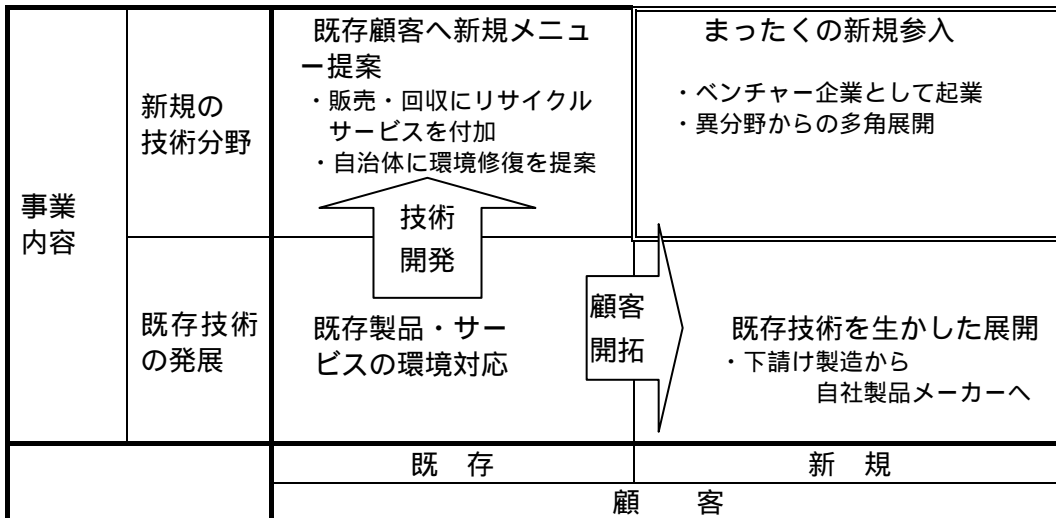 事業
内容
新規の
技術分野
既存顧客へ新規メニュ
ー提案
・販売・回収にリサイクル
サービスを付加
・自治体に環境修復を提案
まったくの新規参入
・ベンチャー企業として起業
・異分野からの多角展開
技術
開発
既存技術
の発展
既存製品・サー
ビスの環境対応
顧客
開拓
既存技術を生かした展開
・下請け製造から
自社製品メーカーへ
既 存
新 規
顧 客